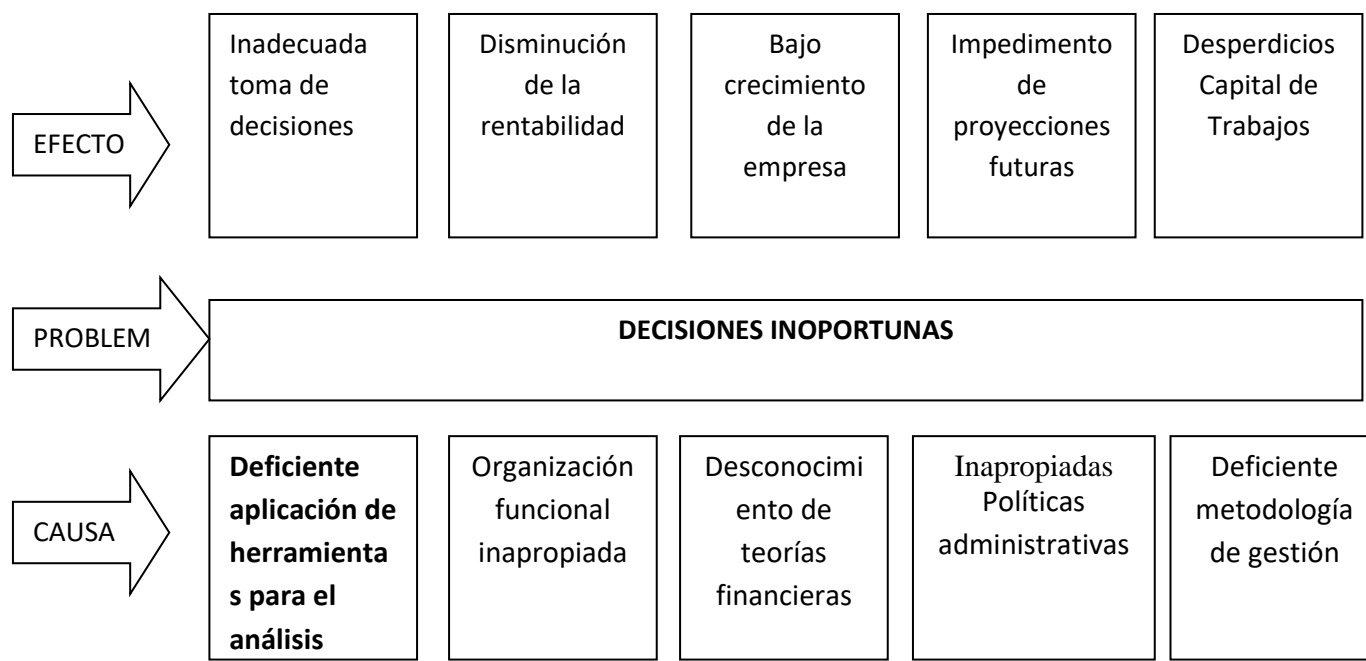 EFECTO
Inadecuada
toma de
decisiones
Disminución
de la
rentabilidad
Bajo
crecimiento
de la
empresa
Impedimento
de
proyecciones
futuras
Desperdicios
Capital de
Trabajos
PROBLEM
DECISIONES INOPORTUNAS
CAUSA
Deficiente
aplicación de
herramienta
s para el
análisis
Organización
funcional
inapropiada
Desconocimi
ento de
teorías
financieras
Inapropiadas
Políticas
administrativas
Deficiente
metodología
de gestión